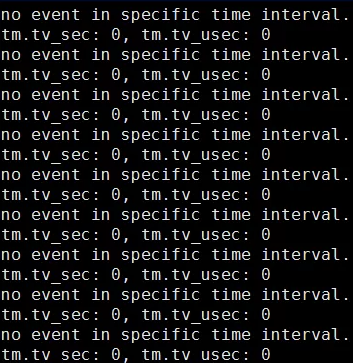 no event in specific time interval.
tm.tv_sec: 0, tm.tv_usec: 0
no event in specific time interval.
tm.tv_sec: 0, tm.tv_usec: 0
no event in specific time interval.
tm.tv_sec: 0, tm.tv_usec: 0
no event in specific time interval.
tm.tv_sec: 0, tm.tv_usec: 0
no event in specific time interval.
tm.tv_sec: 0, tm.tv_usec: 0
no event in specific time interval.
tm.tv_sec: 0, tm.tv_usec: 0
no event in specific time interval.
tm.tv_sec: 0, tm.tv_usec: 0
no event in specific time interval.
tm.tv_sec: 0, tm.tv_usec: 0
no event in specific time interval.
tm.tv_sec: 0, tm.tv_usec: 0